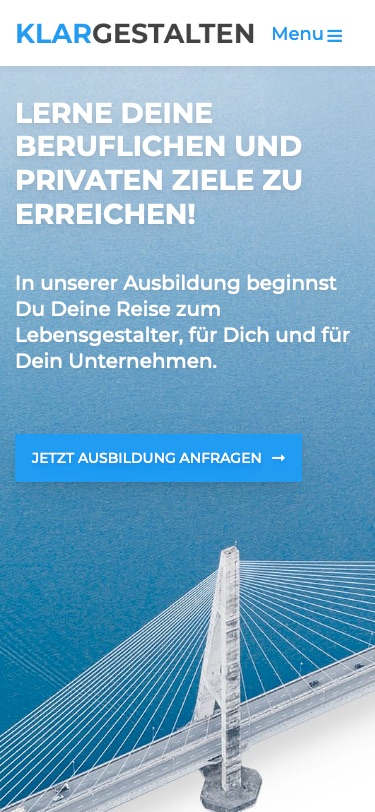 KLARGESTALTEN Menu
LERNE DEINE
BERUFLICHEN UND
PRIVATEN ZIELE ZU
ERREICHEN!
In unserer Ausbildung beginnst
Du Deine Reise zum
Lebensgestalter, für Dich und für
Dein Unternehmen.
JETZT AUSBILDUNG ANFRAGEN →